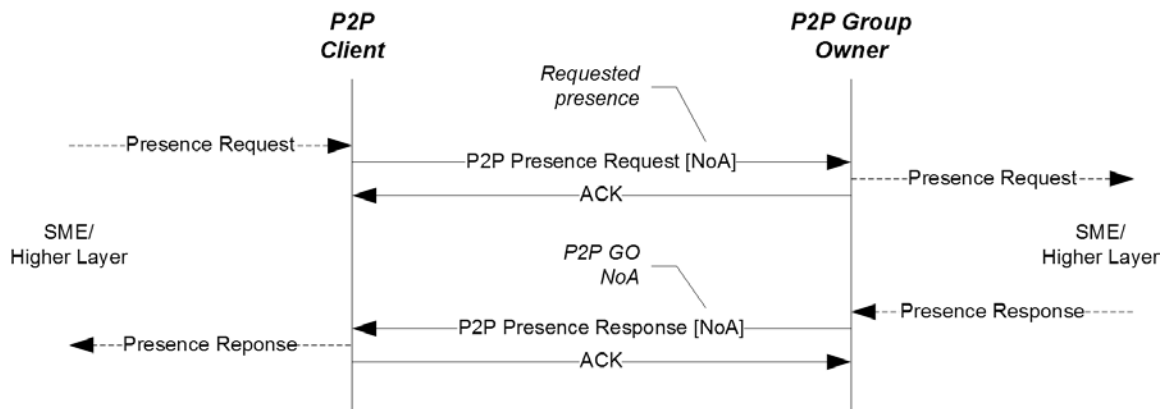 P2P
Client
P2P Group
Owner
Requested
presence
Presence Request
P2P Presence Request [NoA]
Presence Request
ACK
SME/
Higher Layer
SME/
Higher Layer
P2P GO
NoA
Presence Response
P2P Presence Response [NoA]
Presence Reponse
ACK